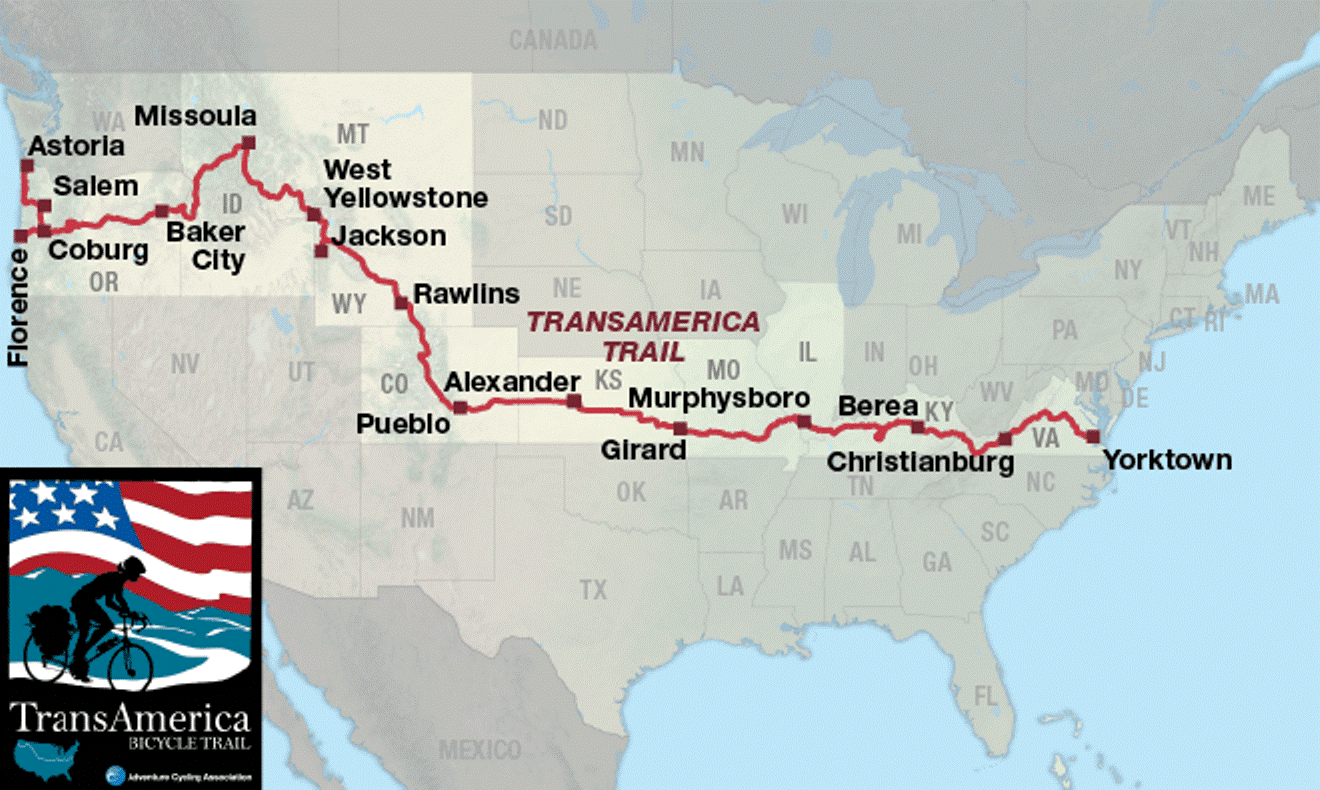 CANADA
WA
Missoula
MT
ND
MN
Astoria
West
Yellowstone
Salem
ID
SD
WI
MI
ME
VT
NH
NY
Baker
City
Jackson
Coburg
OR
Florence
WY
Rawlins
NE
IA
MA
CT
RI
TRANSAMERICA
TRAIL
PA
NJ
NV
UT
CO
Alexander
KS
MO
IL
IN
OH
WV
MD
DE
Murphysboro
Berea
KY
Pueblo
Girard
Christianburg
VA
Yorktown
CA
AZ
NM
OK
AR
TN
NC
SC
MS
AL
GA
TX
LA
FL
MEXICO
TransAmerica
BICYCLE TRAIL
Adventure Cycling Association